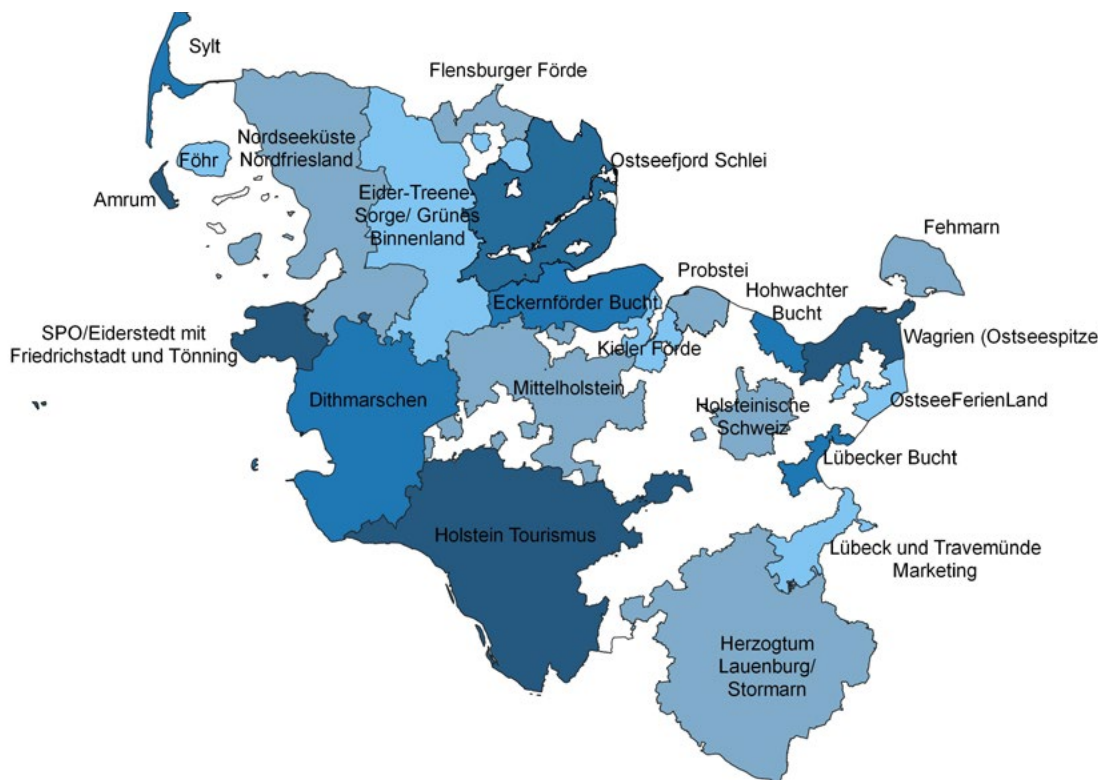 Sylt
Flensburger Förde
Nordseeküste
Nordfriesland
Föhr
Ostseefjord Schlei
Amrum
Eider-Treene-
Sorge/ Grünes
Binnenland
Fehmarn
Probstei
Hohwachter
Bucht
Eckernförder Bucht
SPO/Eiderstedt mit
Friedrichstadt und Tönning
Wagrien (Ostseespitze
Kieler Förde
Mittelholstein
Dithmarschen
Holsteinische
Schweiz
OstseeFerienLand
Lübecker Bucht
Holstein Tourismus
Lübeck und Travemünde
Marketing
Herzogtum
Lauenburg/
Stormarn